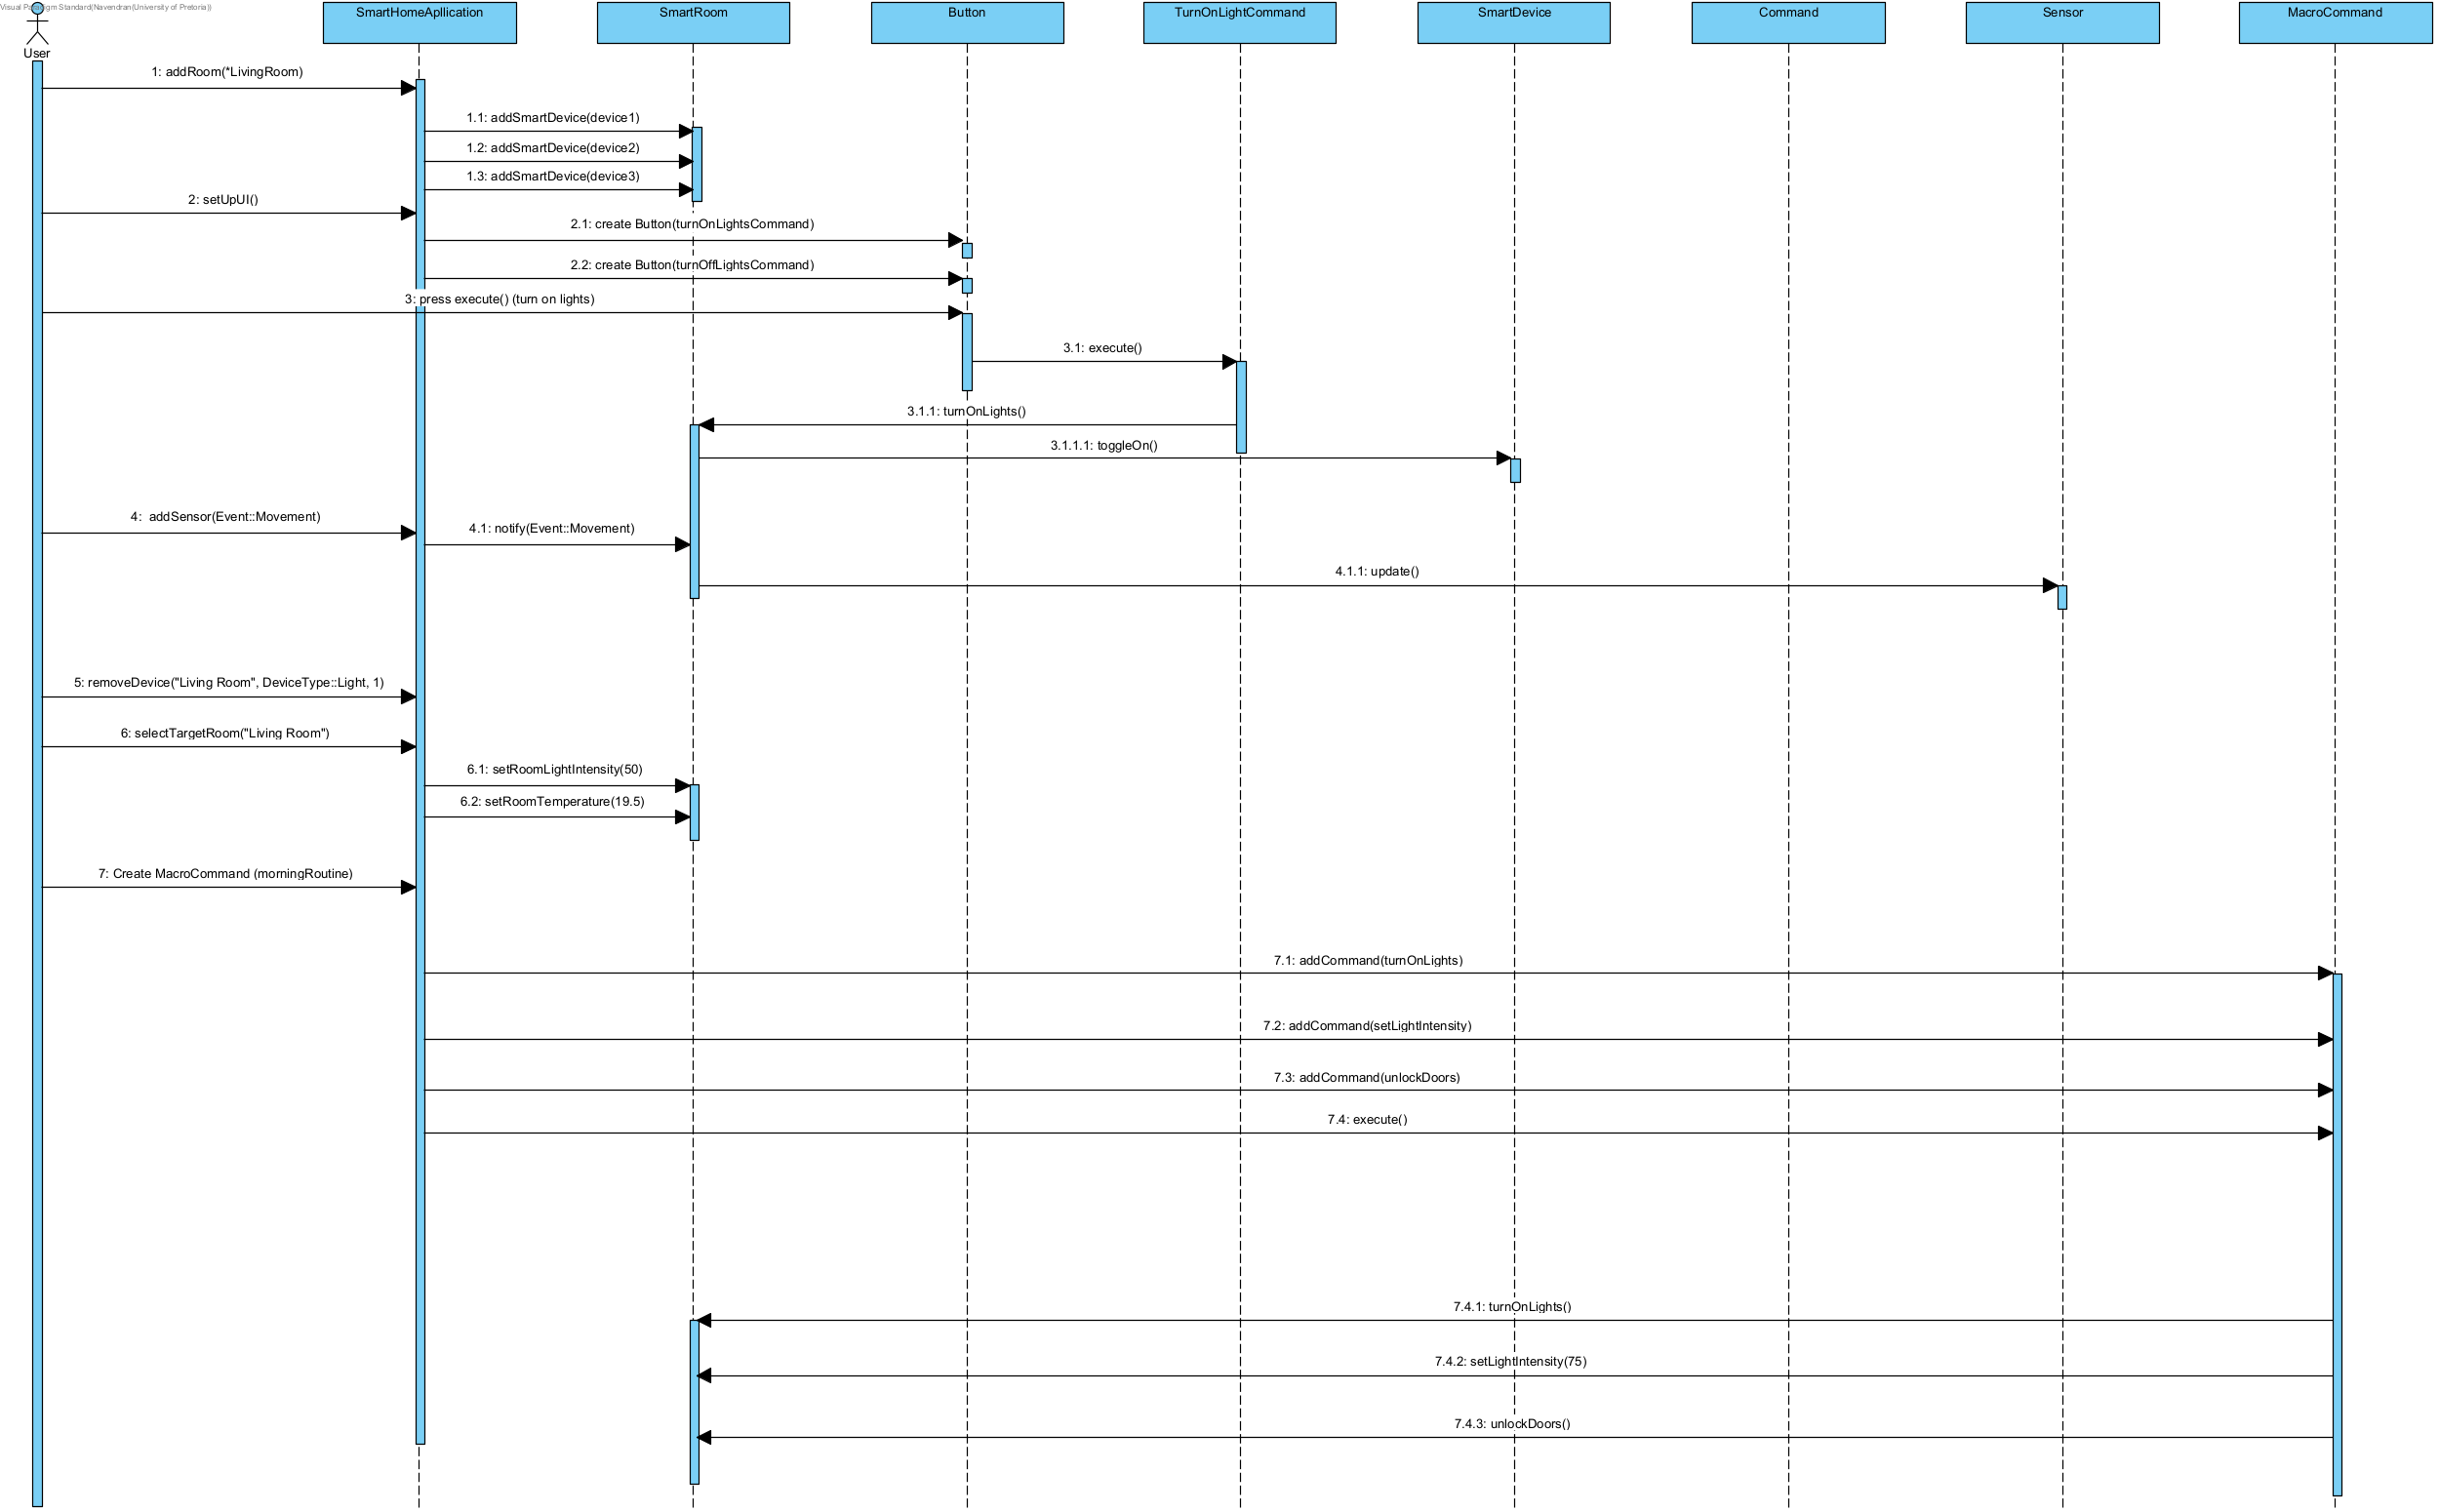 Visual Paradigm Standard(Navendran(University of Pretoria))
User
SmartHomeApllication
SmartRoom
Button
TurnOnLightCommand
SmartDevice
Command
Sensor
MacroCommand
1: addRoom(*LivingRoom)
1.1: addSmartDevice(device1)
1.2: addSmartDevice(device2)
1.3: addSmartDevice(device3)
2: setUpUI()
2.1: create Button(turnOnLightsCommand)
2.2: create Button(turnOffLightsCommand)
3: press execute() (turn on lights)
3.1: execute()
3.1.1: turnOnLights()
3.1.1.1: toggleOn()
4: addSensor(Event::Movement)
4.1: notify(Event::Movement)
4.1.1: update()
5: removeDevice("Living Room", DeviceType::Light, 1)
6: selectTargetRoom("Living Room")
6.1: setRoomLightIntensity(50)
6.2: setRoomTemperature(19.5)
7: Create MacroCommand (morningRoutine)
7.1: addCommand(turnOnLights)
7.2: addCommand(setLightIntensity)
7.3: addCommand(unlockDoors)
7.4: execute()
7.4.1: turnOnLights()
7.4.2: setLightIntensity(75)
7.4.3: unlockDoors()